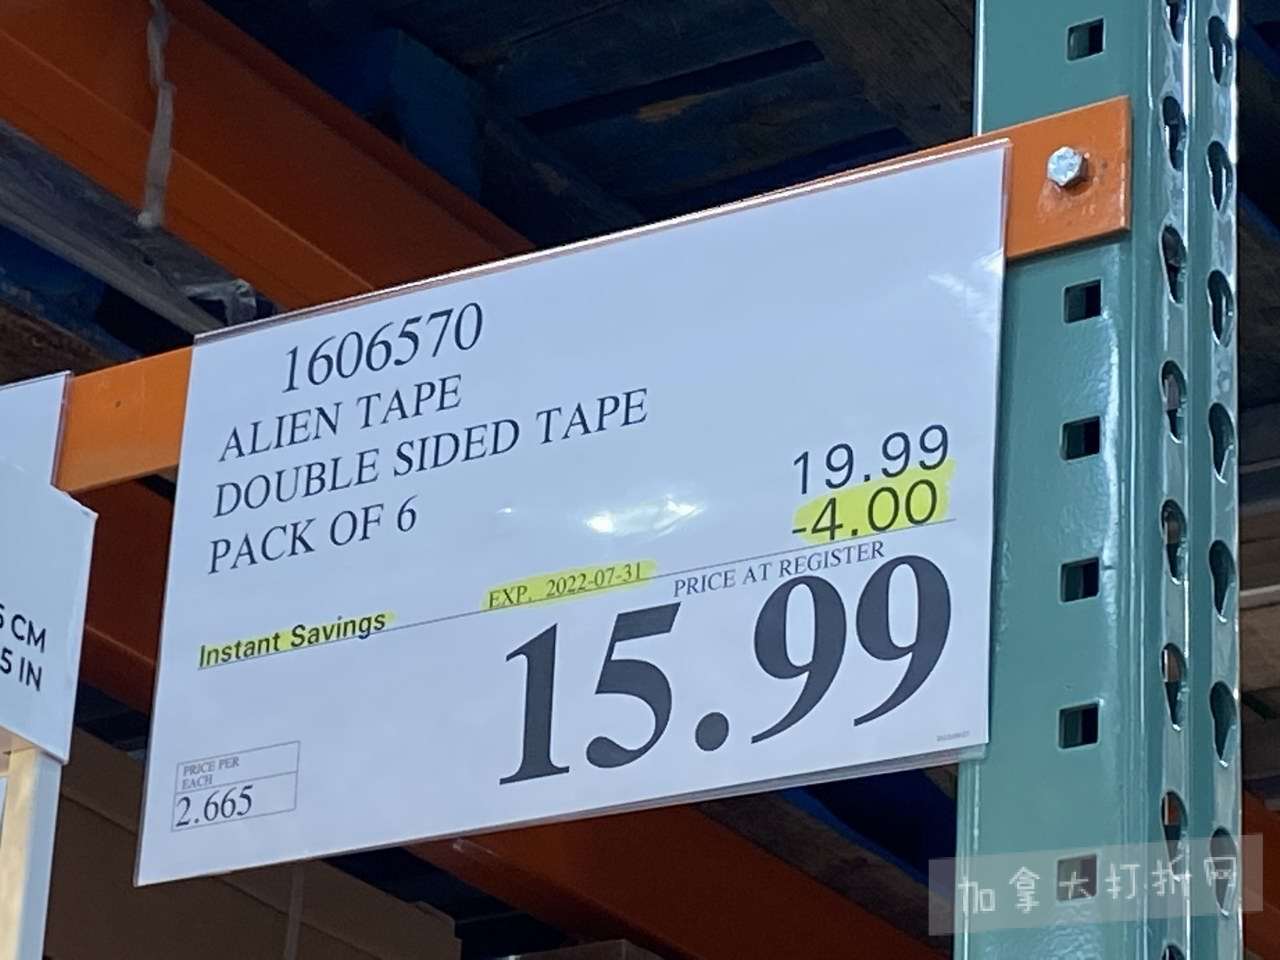 1606570
ALIEN TAPE
DOUBLE SIDED TAPE
PACK OF 6
19.99
-4.00
EXP. 2022-07-31
PRICE AT REGISTER
Instant Savings
15.99
PRICE PER
EACH
2.665
CM
5 IN
加拿大打折网